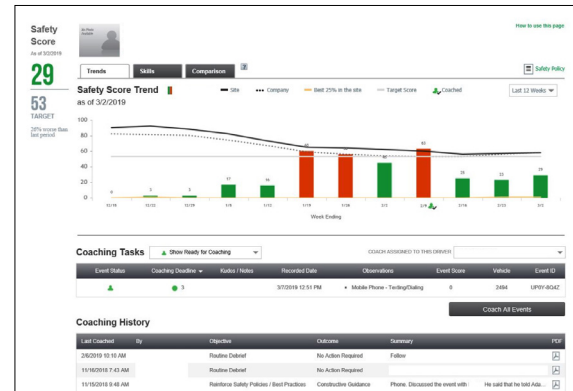 How to use this page
Safety
Score
As of 3/2/2019
29
53
TARGET
26% worse than
last period
Trends
Skills
Comparison
?
Safety Policy
Safety Score Trend
as of 3/2/2019
Site
Company
Best 25% in the site
Target Score
Coached
Last 12 Weeks
100
80
60
40
20
0
Week Ending
Coaching Tasks
Show Ready for Coaching
COACH ASSIGNED TO THIS DRIVER
Event Status Coaching Deadline Kudos / Notes Recorded Date Observations Event Score Vehicle Event ID
3 3/7/2019 12:51 PM • Mobile Phone - Texting/Dialing 0 2494
Coach All Events
Coaching History
Last Coached By Objective Outcome Summary PDF
2/6/2019 10:10 AM Routine Debrief No Action Required Follow
11/16/2018 7:43 AM Routine Debrief No Action Required
11/15/2018 9:48 AM Reinforce Safety Policies / Best Practices Constructive Guidance Phone. Discussed the event with He said that he told Ada...